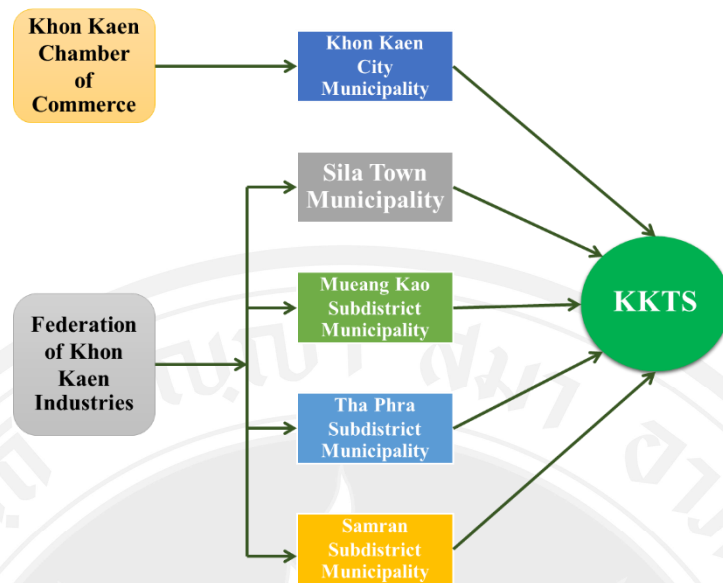 Khon Kaen
Chamber
of
Commerce
Khon Kaen
City
Municipality
Sila Town
Municipality
Mueang Kao
Subdistrict
Municipality
KKTS
Federation
of Khon
Kaen
Industries
Tha Phra
Subdistrict
Municipality
Samran
Subdistrict
Municipality